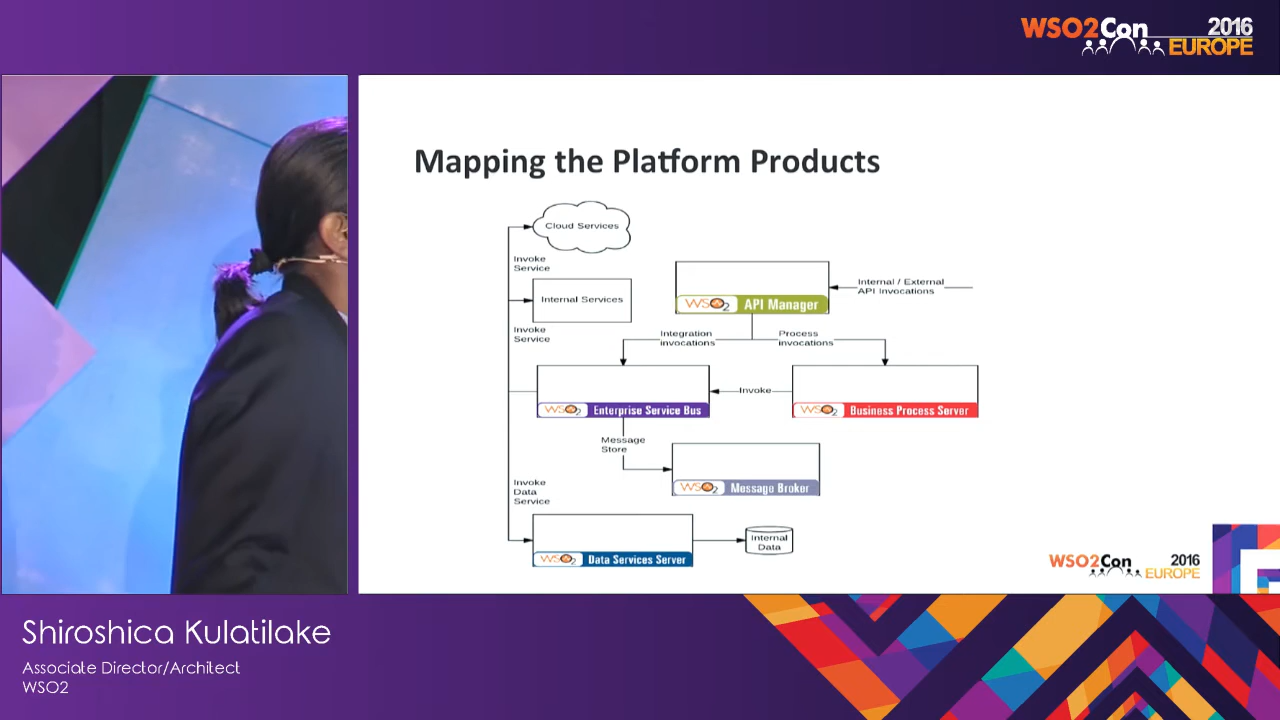 WSO2Con 2016
EUROPE
Mapping the Platform Products
Cloud Services
Invoke
Service
Internal Services
Invoke
Service
WSO2 API Manager
Internal / External
API Invocations
Integration
invocations
Process
invocations
WSO2 Enterprise Service Bus
Invoke
WSO2 Business Process Server
Message
Store
WSO2 Message Broker
Invoke
Data
Service
WSO2 Data Services Server
Internal
Data
WSO2Con 2016
EUROPE
Shiroshica Kulatilake
Associate Director/Architect
WSO2